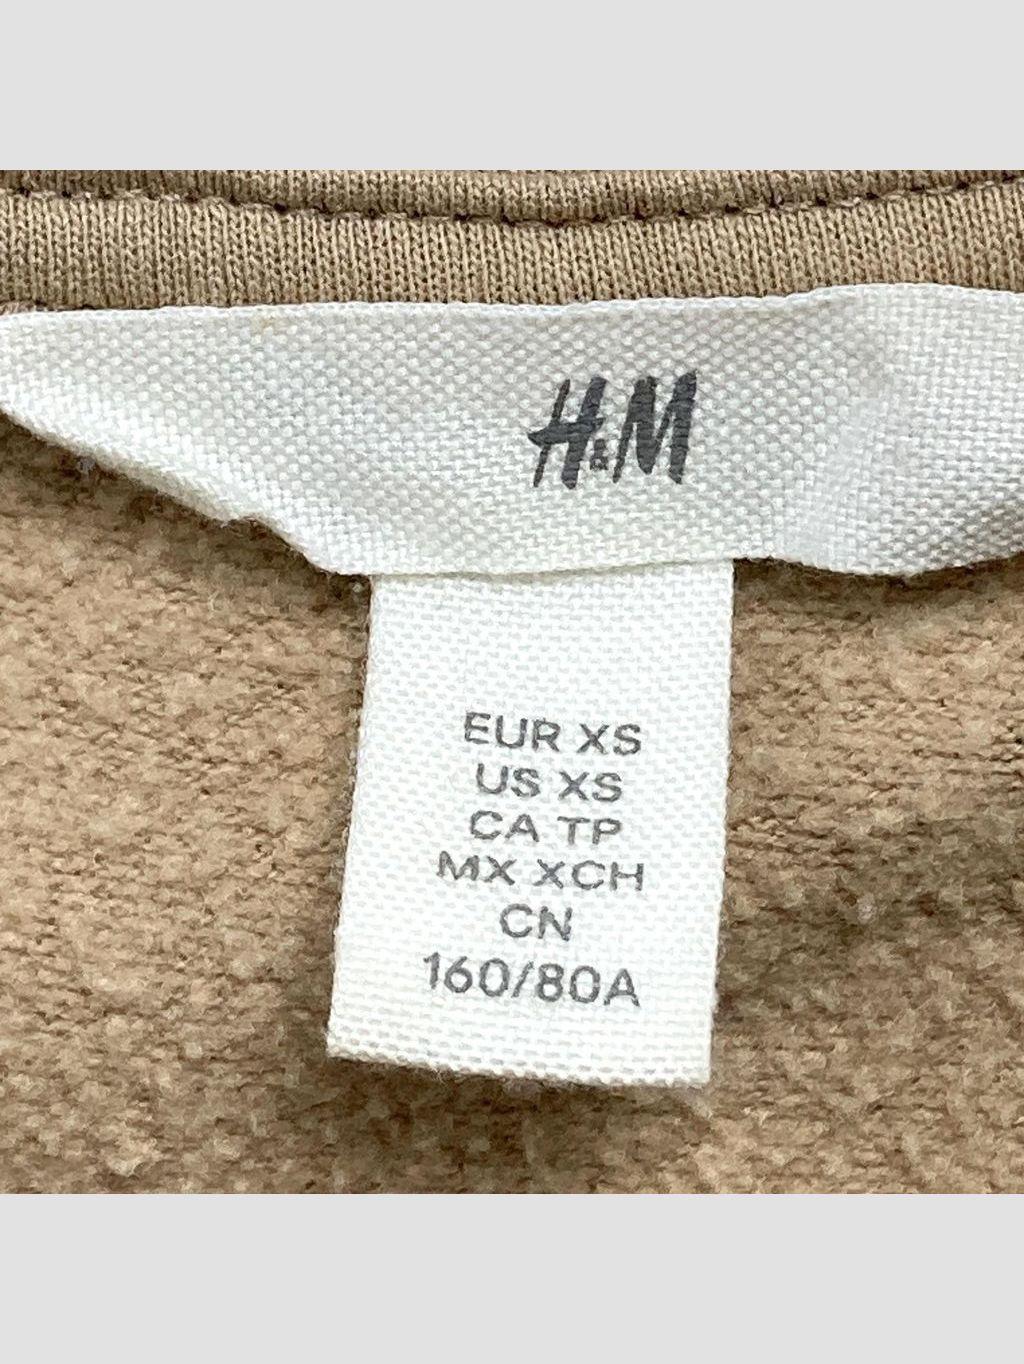 H&M
EUR XS
US XS
CA TP
MX XCH
CN
160/80A